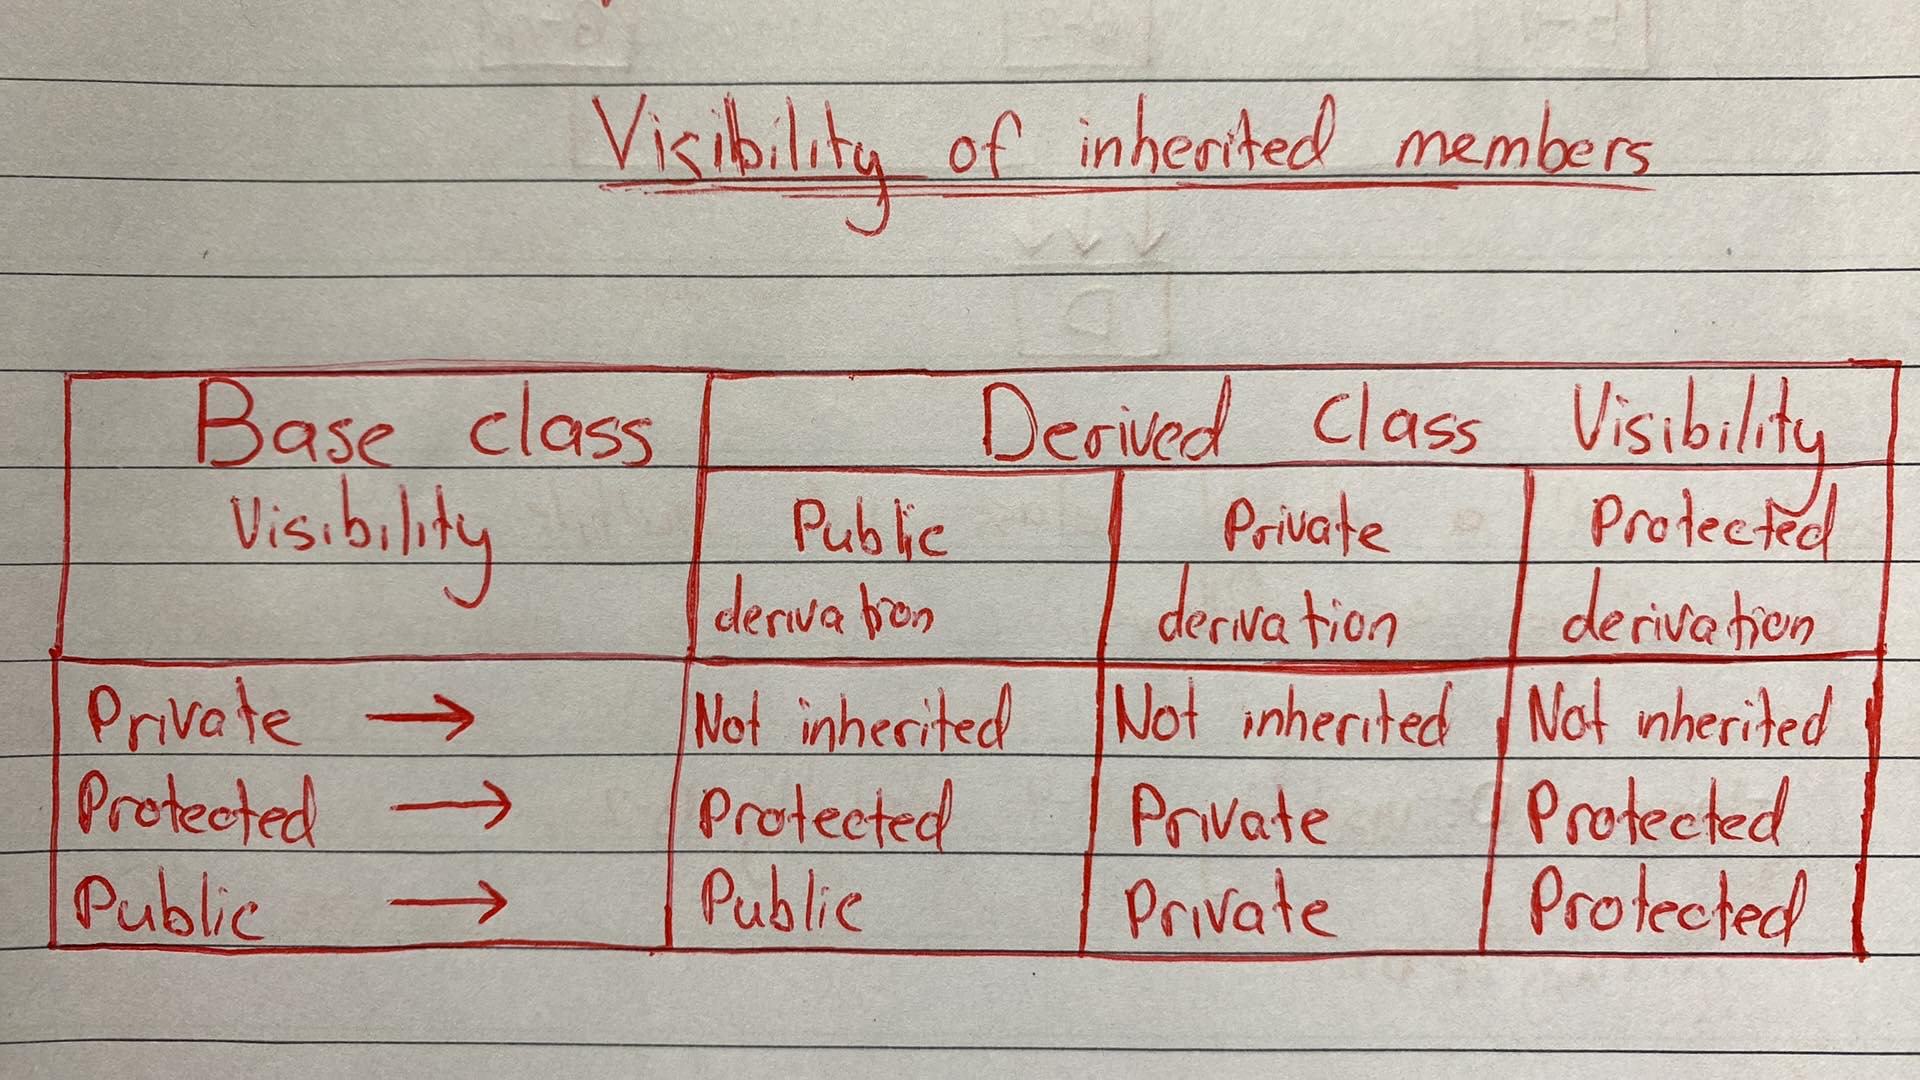 Visibility of inherited members
Base class
Visibility
Derived Class Visibility
Public
derivation
Private
derivation
Protected
derivation
Private → Not inherited Not inherited Not inherited
Protected → Protected Private Protected
Public → Public Private Protected